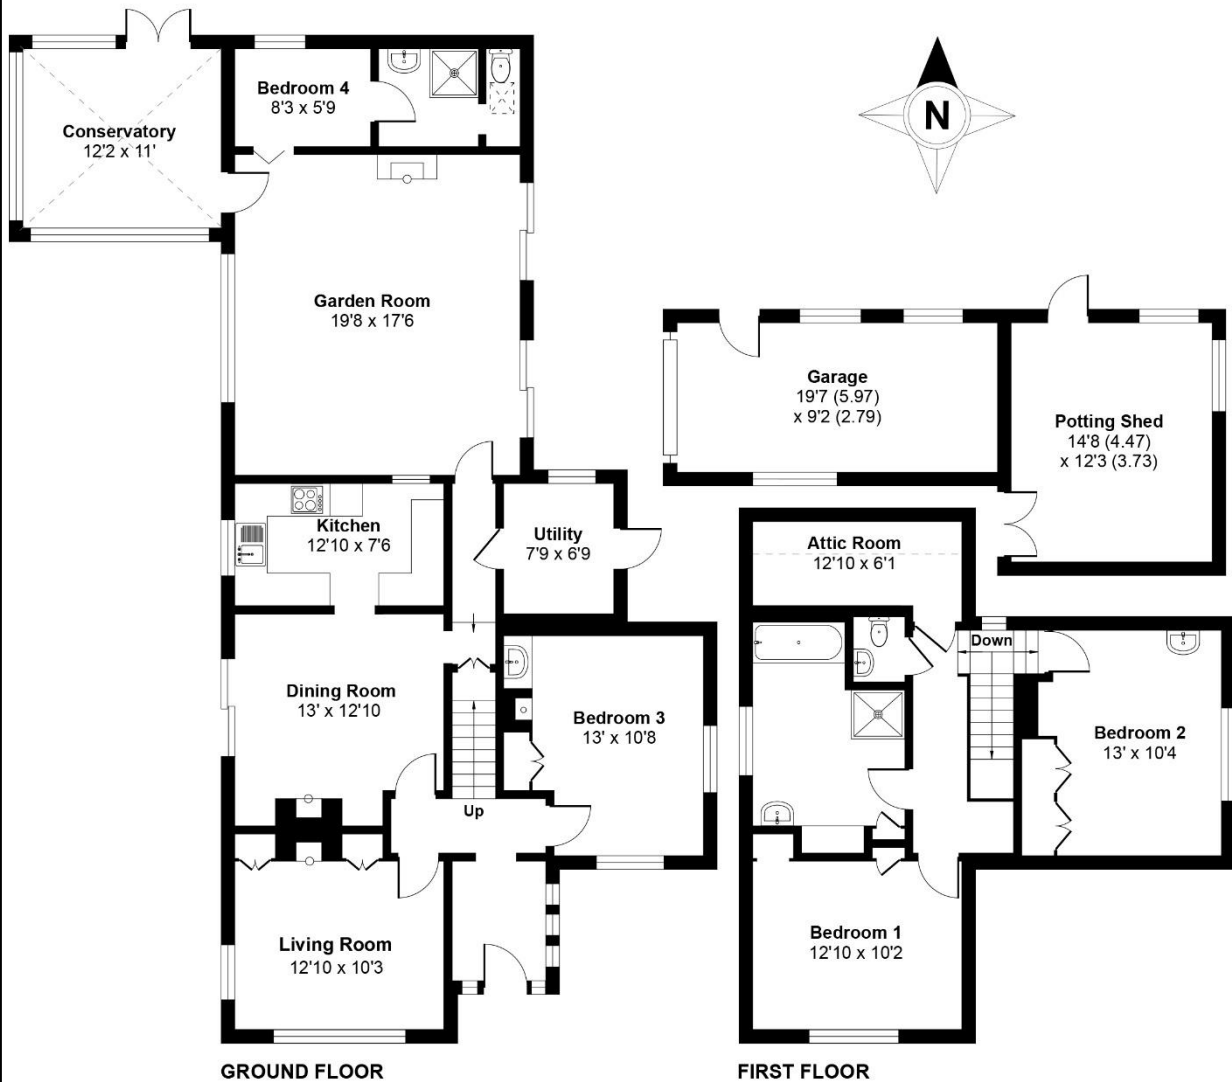 Bedroom 4
8'3 x 5'9
Conservatory
12'2 x 11'
N
Garden Room
19'8 x 17'6
Garage
19'7 (5.97)
x 9'2 (2.79)
Potting Shed
14'8 (4.47)
x 12'3 (3.73)
Kitchen
12'10 x 7'6
Utility
7'9 x 6'9
Attic Room
12'10 x 6'1
Down
Dining Room
13' x 12'10
Bedroom 3
13' x 10'8
Bedroom 2
13' x 10'4
Up
Living Room
12'10 x 10'3
Bedroom 1
12'10 x 10'2
GROUND FLOOR
FIRST FLOOR